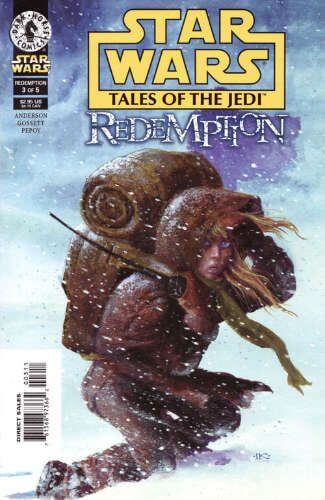 DARK HORSE
COMICS
STAR
WARS
REDEMPTION
3 OF 5
$2.95 US
ANDERSON
GOSSETT
PEPOY
STAR
WARS
TALES OF THE JEDI
REDEMPTION
00311
DIRECT SALES